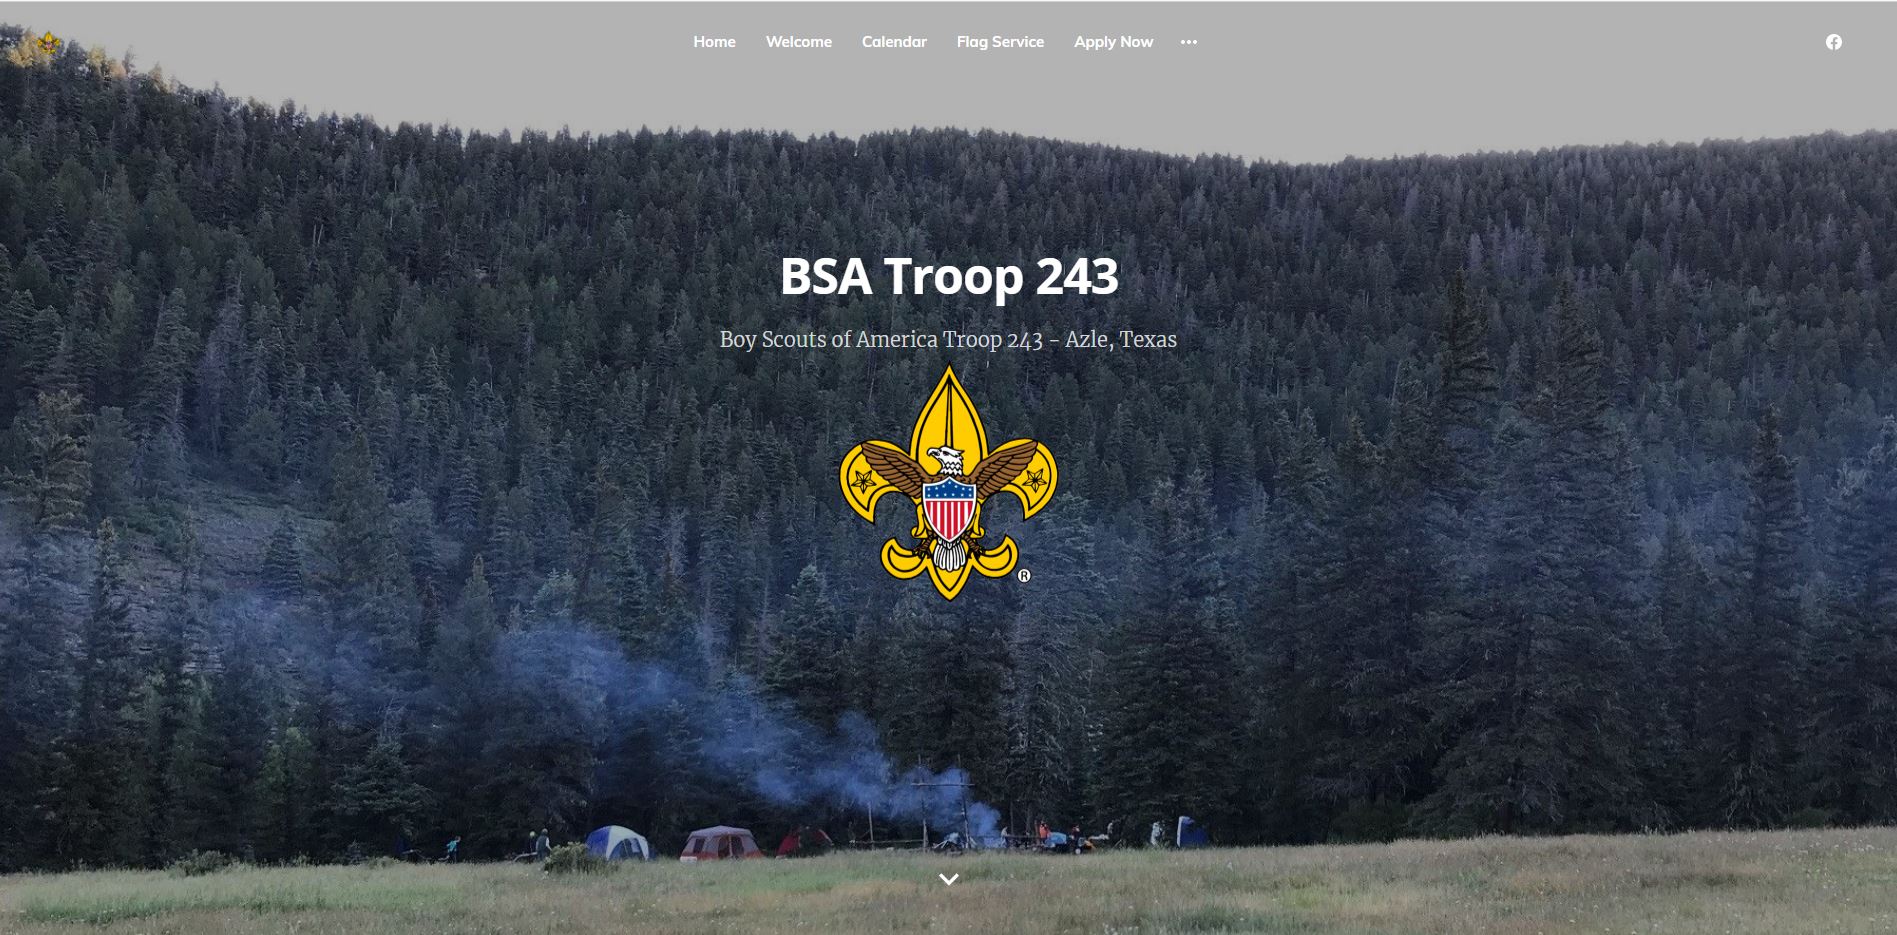 Home Welcome Calendar Flag Service Apply Now
BSA Troop 243
Boy Scouts of America Troop 243 - Azle, Texas
®